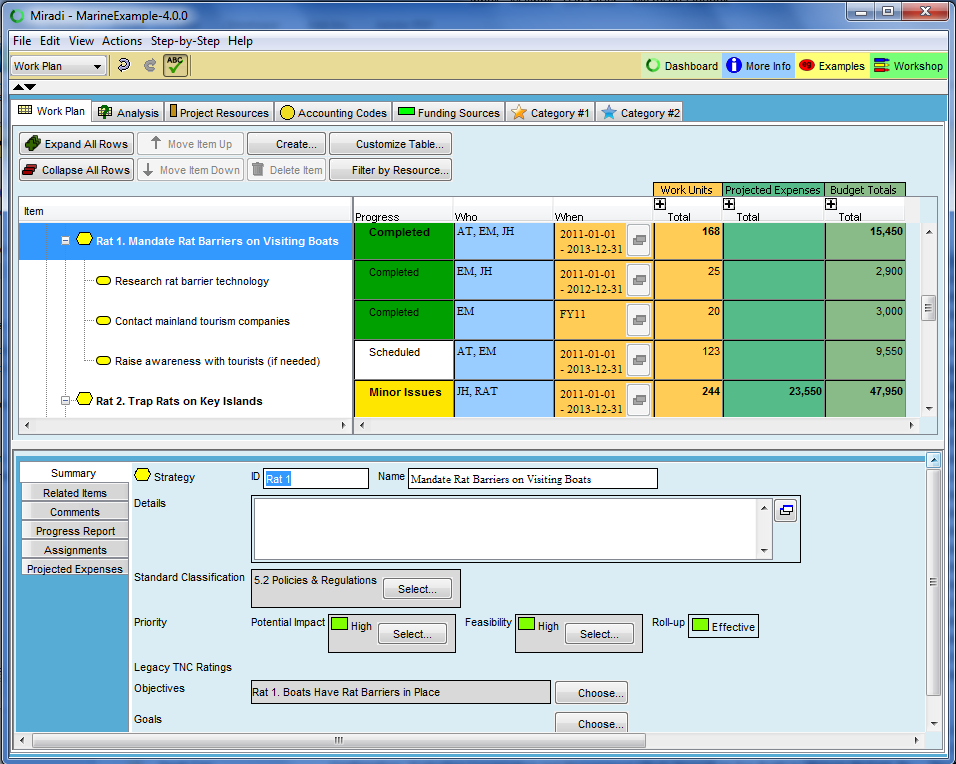 Miradi - MarineExample-4.0.0
File Edit View Actions Step-by-Step Help
Work Plan ABC Dashboard More Info Examples Workshop
Work Plan Analysis Project Resources Accounting Codes Funding Sources Category #1 Category #2
Expand All Rows Move Item Up Create... Customize Table...
Collapse All Rows Move Item Down Delete Item Filter by Resource...
Work Units Projected Expenses Budget Totals
Item Progress Who When Total Total Total
Rat 1. Mandate Rat Barriers on Visiting Boats Completed AT, EM, JH 2011-01-01 168 15,450
- 2013-12-31
Research rat barrier technology Completed EM, JH 2011-01-01 25 2,900
- 2012-12-31
Contact mainland tourism companies Completed EM FY11 20 3,000
Raise awareness with tourists (if needed) Scheduled AT, EM 2011-01-01 123 9,550
- 2013-12-31
Rat 2. Trap Rats on Key Islands Minor Issues JH, RAT 2011-01-01 244 23,550 47,950
- 2013-12-31
Summary
Related Items
Comments
Progress Report
Assignments
Projected Expenses
Strategy ID Rat 1 Name Mandate Rat Barriers on Visiting Boats
Details
Standard Classification 5.2 Policies & Regulations Select...
Priority Potential Impact High Select... Feasibility High Select... Roll-up Effective
Legacy TNC Ratings
Objectives Rat 1. Boats Have Rat Barriers in Place Choose...
Goals Choose...